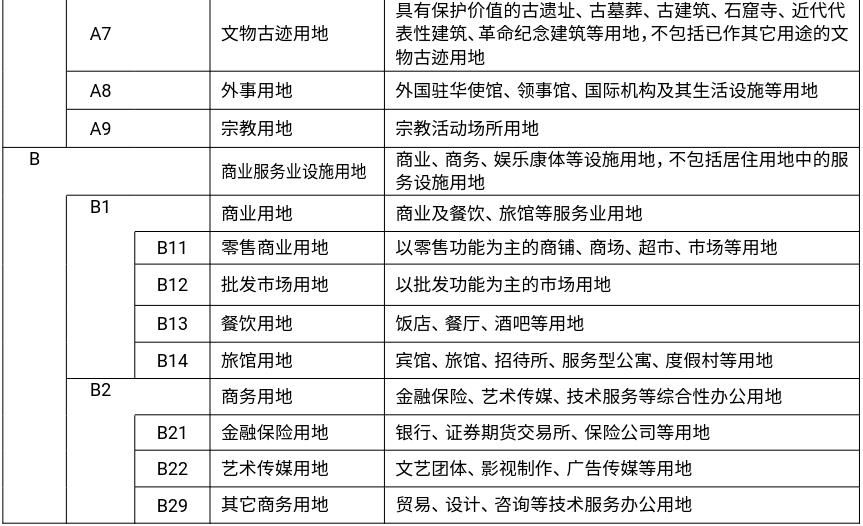 具有保护价值的古遗址、古墓葬、古建筑、石窟寺、近代代
A7 文物古迹用地 表性建筑、革命纪念建筑等用地，不包括已作其它用途的文
物古迹用地
A8 外事用地 外国驻华使馆、领事馆、国际机构及其生活设施等用地
A9 宗教用地 宗教活动场所用地
B 商业服务业设施用地 商业、商务、娱乐康体等设施用地，不包括居住用地中的服
务设施用地
B1 商业用地 商业及餐饮、旅馆等服务业用地
B11 零售商业用地 以零售功能为主的商铺、商场、超市、市场等用地
B12 批发市场用地 以批发功能为主的市场用地
B13 餐饮用地 饭店、餐厅、酒吧等用地
B14 旅馆用地 宾馆、旅馆、招待所、服务型公寓、度假村等用地
B2 商务用地 金融保险、艺术传媒、技术服务等综合性办公用地
B21 金融保险用地 银行、证券期货交易所、保险公司等用地
B22 艺术传媒用地 文艺团体、影视制作、广告传媒等用地
B29 其它商务用地 贸易、设计、咨询等技术服务办公用地